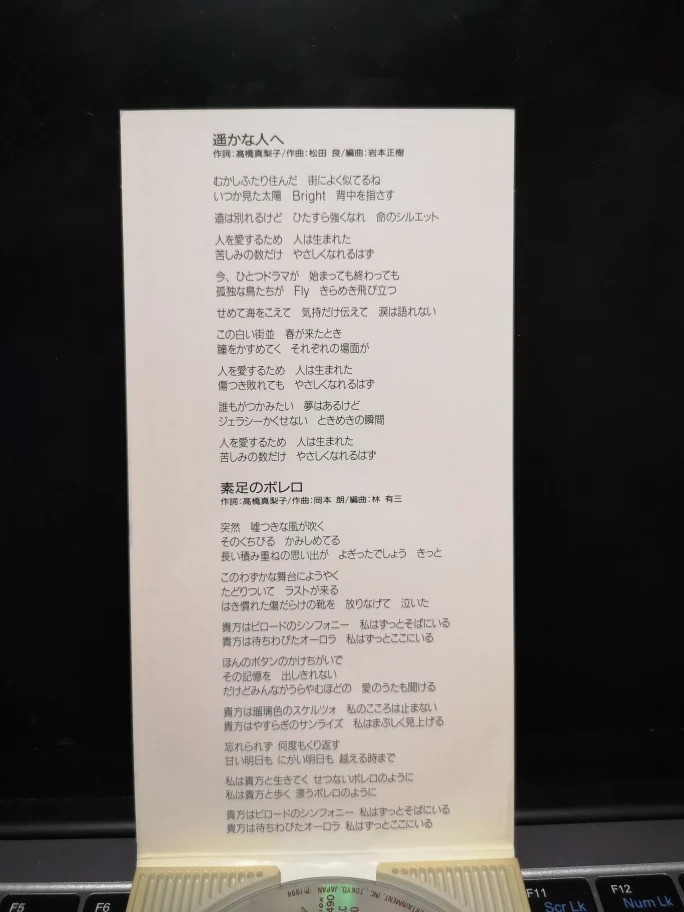 遥かな人へ
作詞:高橋真梨子/作曲:松田 良/編曲:岩本正樹
むかしふたり住んだ 街によく似てるね
いつか見た太陽 Bright 背中を指さす
道は別れるけど ひたすら強くなれ 命のシルエット
人を愛するため 人は生まれた
苦しみの数だけ やさしくなれるはず
今、ひとつドラマが 始まっても終わっても
孤独な鳥たちが Fly きらめき飛び立つ
せめて海をこえて 気持だけ伝えて 涙は語れない
この白い街並 春が来たとき
瞳をかすめてく それぞれの場面が
人を愛するため 人は生まれた
傷つき敗れても やさしくなれるはず
誰もがつかみたい 夢はあるけど
ジェラシーかくせない ときめきの瞬間
人を愛するため 人は生まれた
苦しみの数だけ やさしくなれるはず
素足のボレロ
作詞:高橋真梨子/作曲:岡本 朗/編曲:林 有三
突然 嘘つきな風が吹く
そのくちびる かみしめてる
長い積み重ねの思い出が よぎったでしょう きっと
このわずかな舞台にようやく
たどりついて ラストが来る
はき慣れた傷だらけの靴を 放りなげて 泣いた
貴方はビロードのシンフォニー 私はずっとそばにいる
貴方は待ちわびたオーロラ 私はずっとここにいる
ほんのボタンのかけちがいで
その記憶を 出しきれない
だけどみんながうらやむほどの 愛のうたも聞ける
貴方は瑠璃色のスケルツォ 私のこころは止まない
貴方はやすらぎのサンライズ 私はまぶしく見上げる
忘れられず 何度もくり返す
甘い明日も にがい明日も 越える時まで
私は貴方と生きてく せつないボレロのように
私は貴方と歩く 漂うボレロのように
貴方はビロードのシンフォニー 私はずっとそばにいる
貴方は待ちわびたオーロラ 私はずっとここにいる
ERTAINMENT, INC. TOKYO, JAPAN ℗1994
F5
F6
F11
Scr Lk
F12
Num Lk